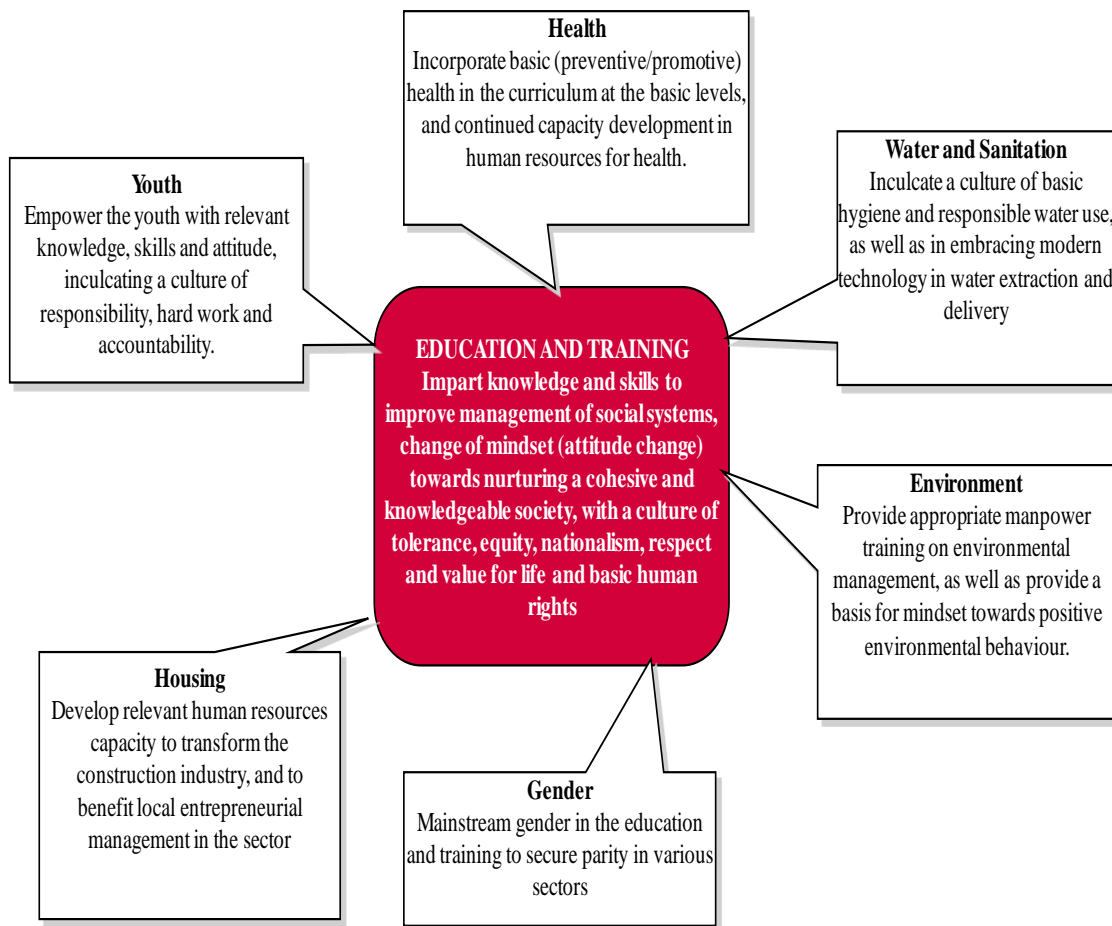 Health
Incorporate basic (preventive/promotive)
health in the curriculum at the basic levels,
and continued capacity development in
human resources for health.
Youth
Empower the youth with relevant
knowledge, skills and attitude,
inculcating a culture of
responsibility, hard work and
accountability.
Water and Sanitation
Inculcate a culture of basic
hygiene and responsible water use,
as well as in embracing modern
technology in water extraction and
delivery
EDUCATION AND TRAINING
Impart knowledge and skills to
improve management of social systems,
change of mindset (attitude change)
towards nurturing a cohesive and
knowledgeable society, with a culture of
tolerance, equity, nationalism, respect
and value for life and basic human
rights
Environment
Provide appropriate manpower
training on environmental
management, as well as provide a
basis for mindset towards positive
environmental behaviour.
Housing
Develop relevant human resources
capacity to transform the
construction industry, and to
benefit local entrepreneurial
management in the sector
Gender
Mainstream gender in the education
and training to secure parity in various
sectors